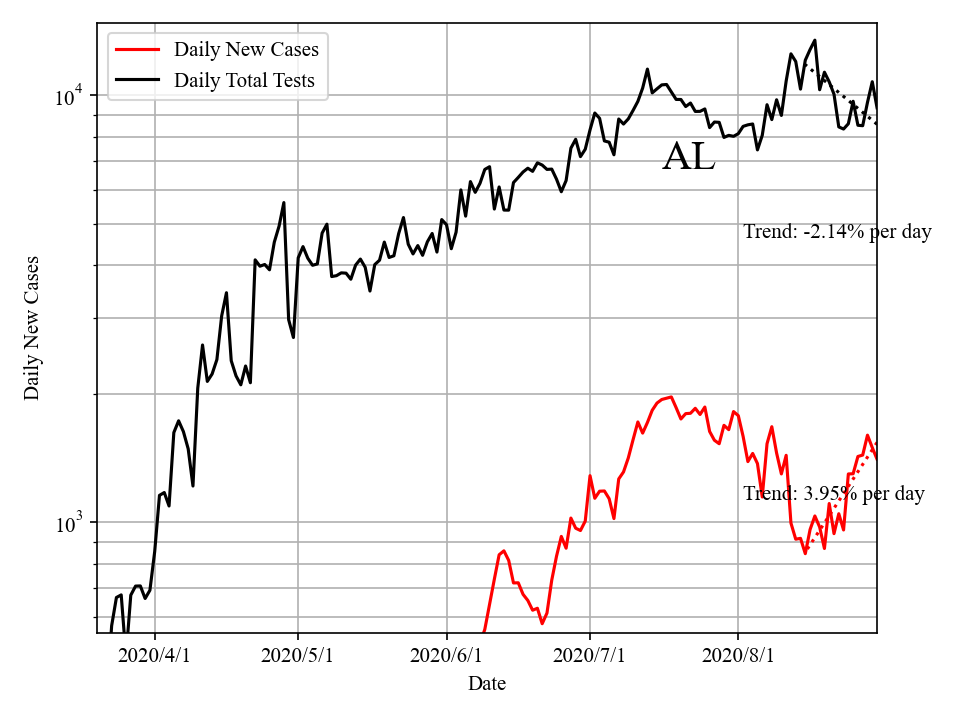 Daily New Cases
Daily Total Tests
10^4
AL
Trend: -2.14% per day
Daily New Cases
Trend: 3.95% per day
10^3
2020/4/1 2020/5/1 2020/6/1 2020/7/1 2020/8/1
Date